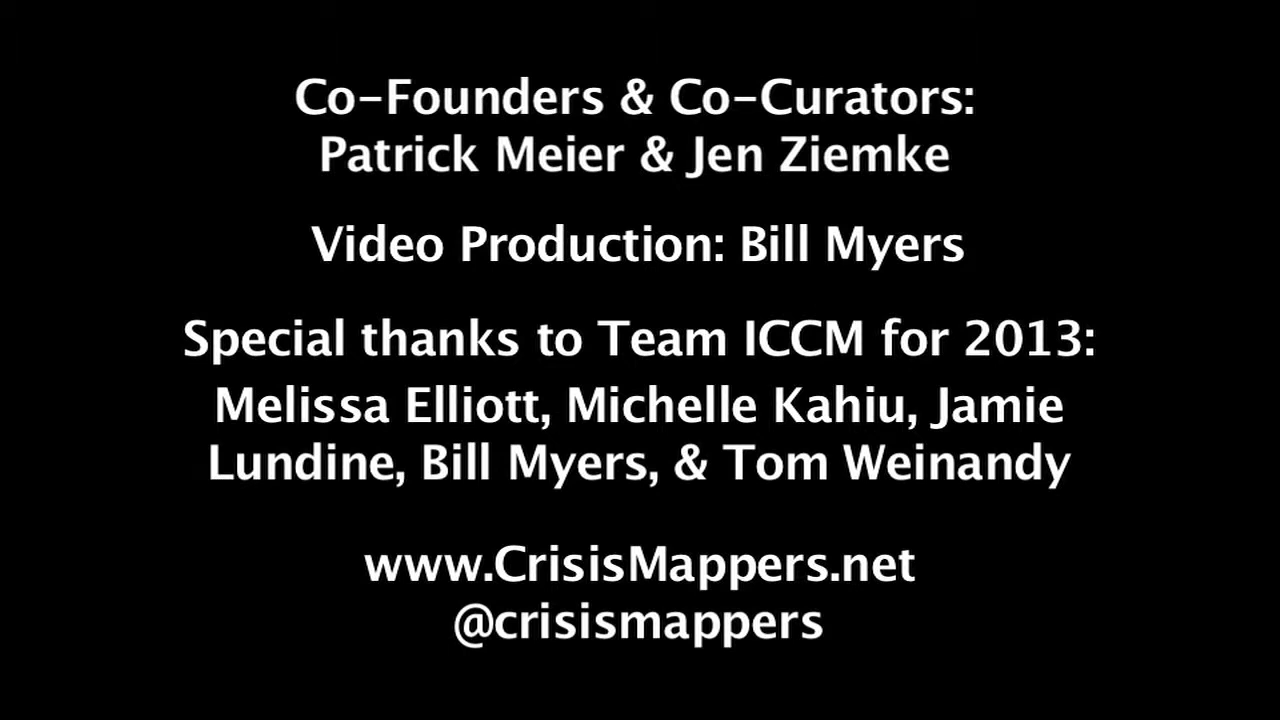 Co-Founders & Co-Curators:
Patrick Meier & Jen Ziemke
Video Production: Bill Myers
Special thanks to Team ICCM for 2013:
Melissa Elliott, Michelle Kahiu, Jamie
Lundine, Bill Myers, & Tom Weinandy
www.CrisisMappers.net
@crisismappers